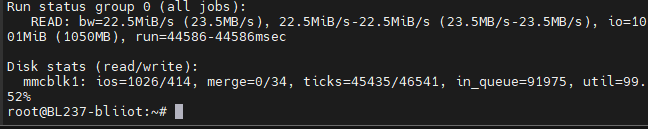 Run status group 0 (all jobs):
   READ: bw=22.5MiB/s (23.5MB/s), 22.5MiB/s-22.5MiB/s (23.5MB/s-23.5MB/s), io=10
01MiB (1050MB), run=44586-44586msec

Disk stats (read/write):
  mmcblk1: ios=1026/414, merge=0/34, ticks=45435/46541, in_queue=91975, util=99.
52%
root@BL237-bliiot:~#